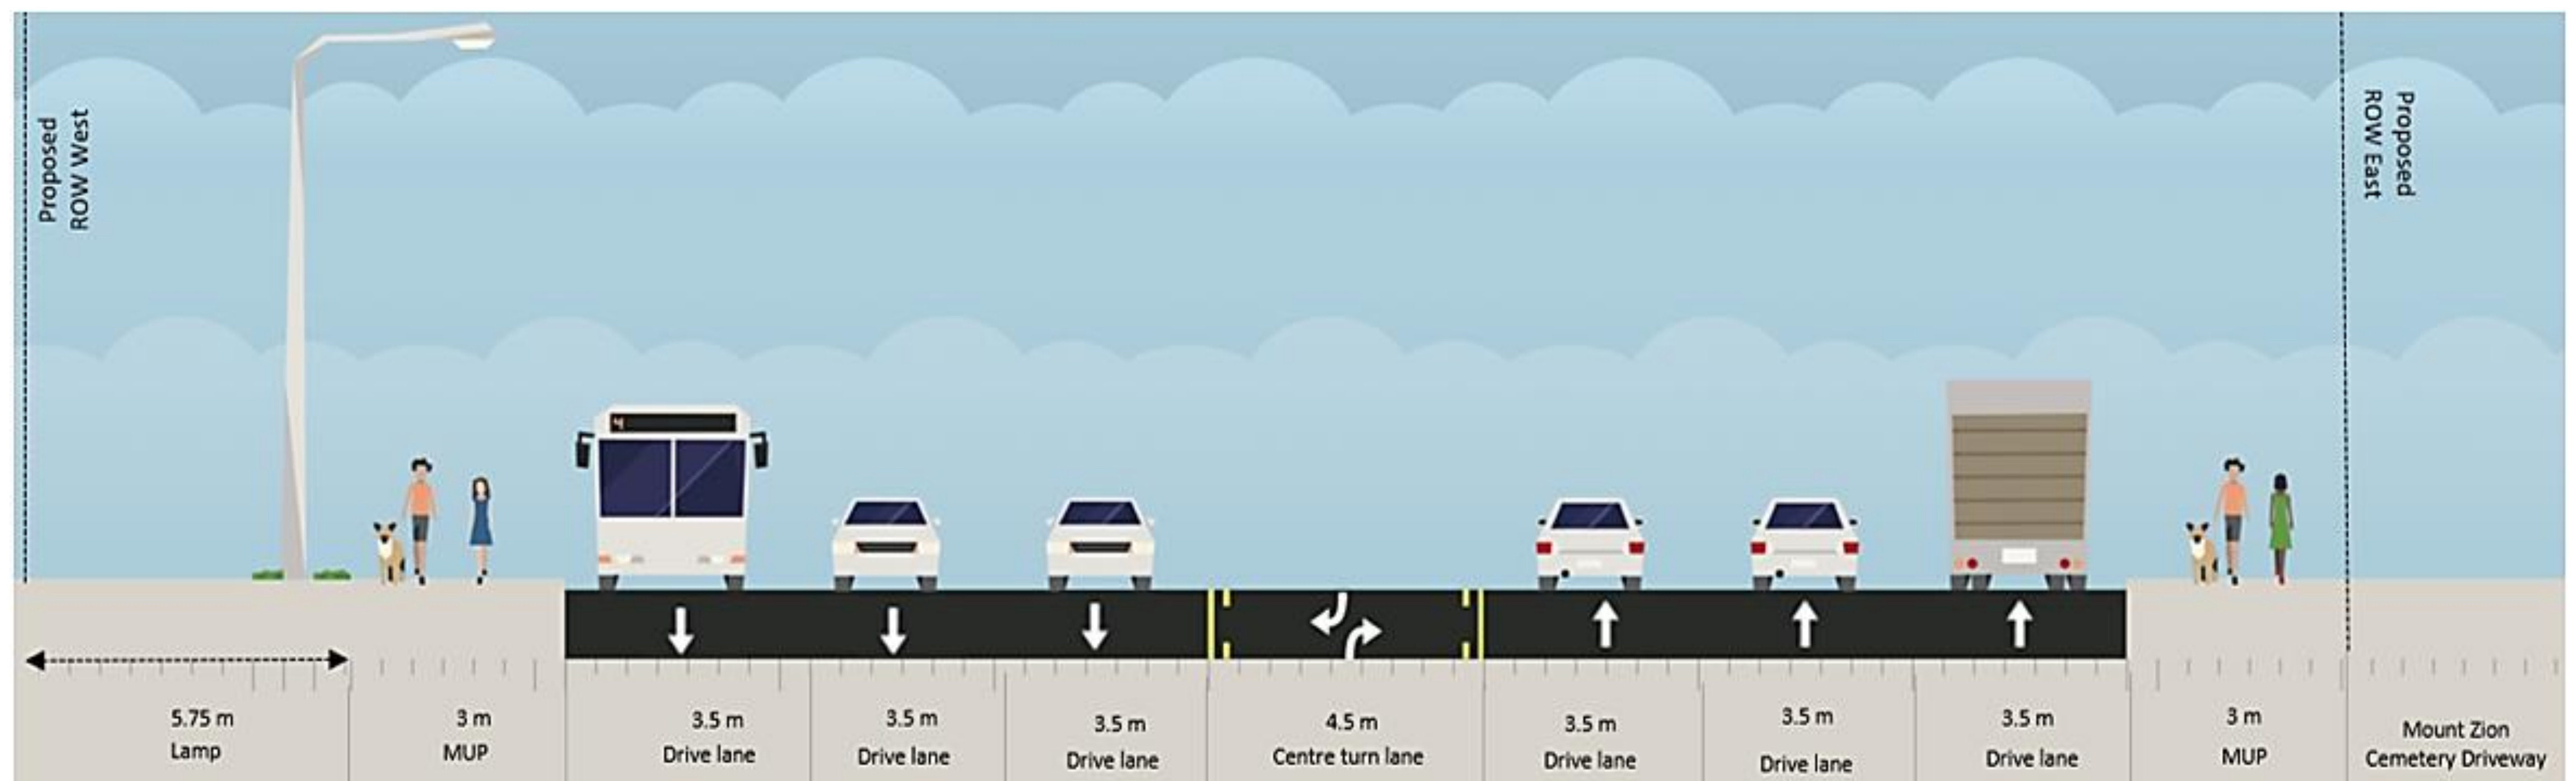 Proposed
ROW West
Proposed
ROW East
4
5.75 m
Lamp
3 m
MUP
3.5 m
Drive lane
3.5 m
Drive lane
3.5 m
Drive lane
4.5 m
Centre turn lane
3.5 m
Drive lane
3.5 m
Drive lane
3.5 m
Drive lane
3 m
MUP
Mount Zion
Cemetery Driveway